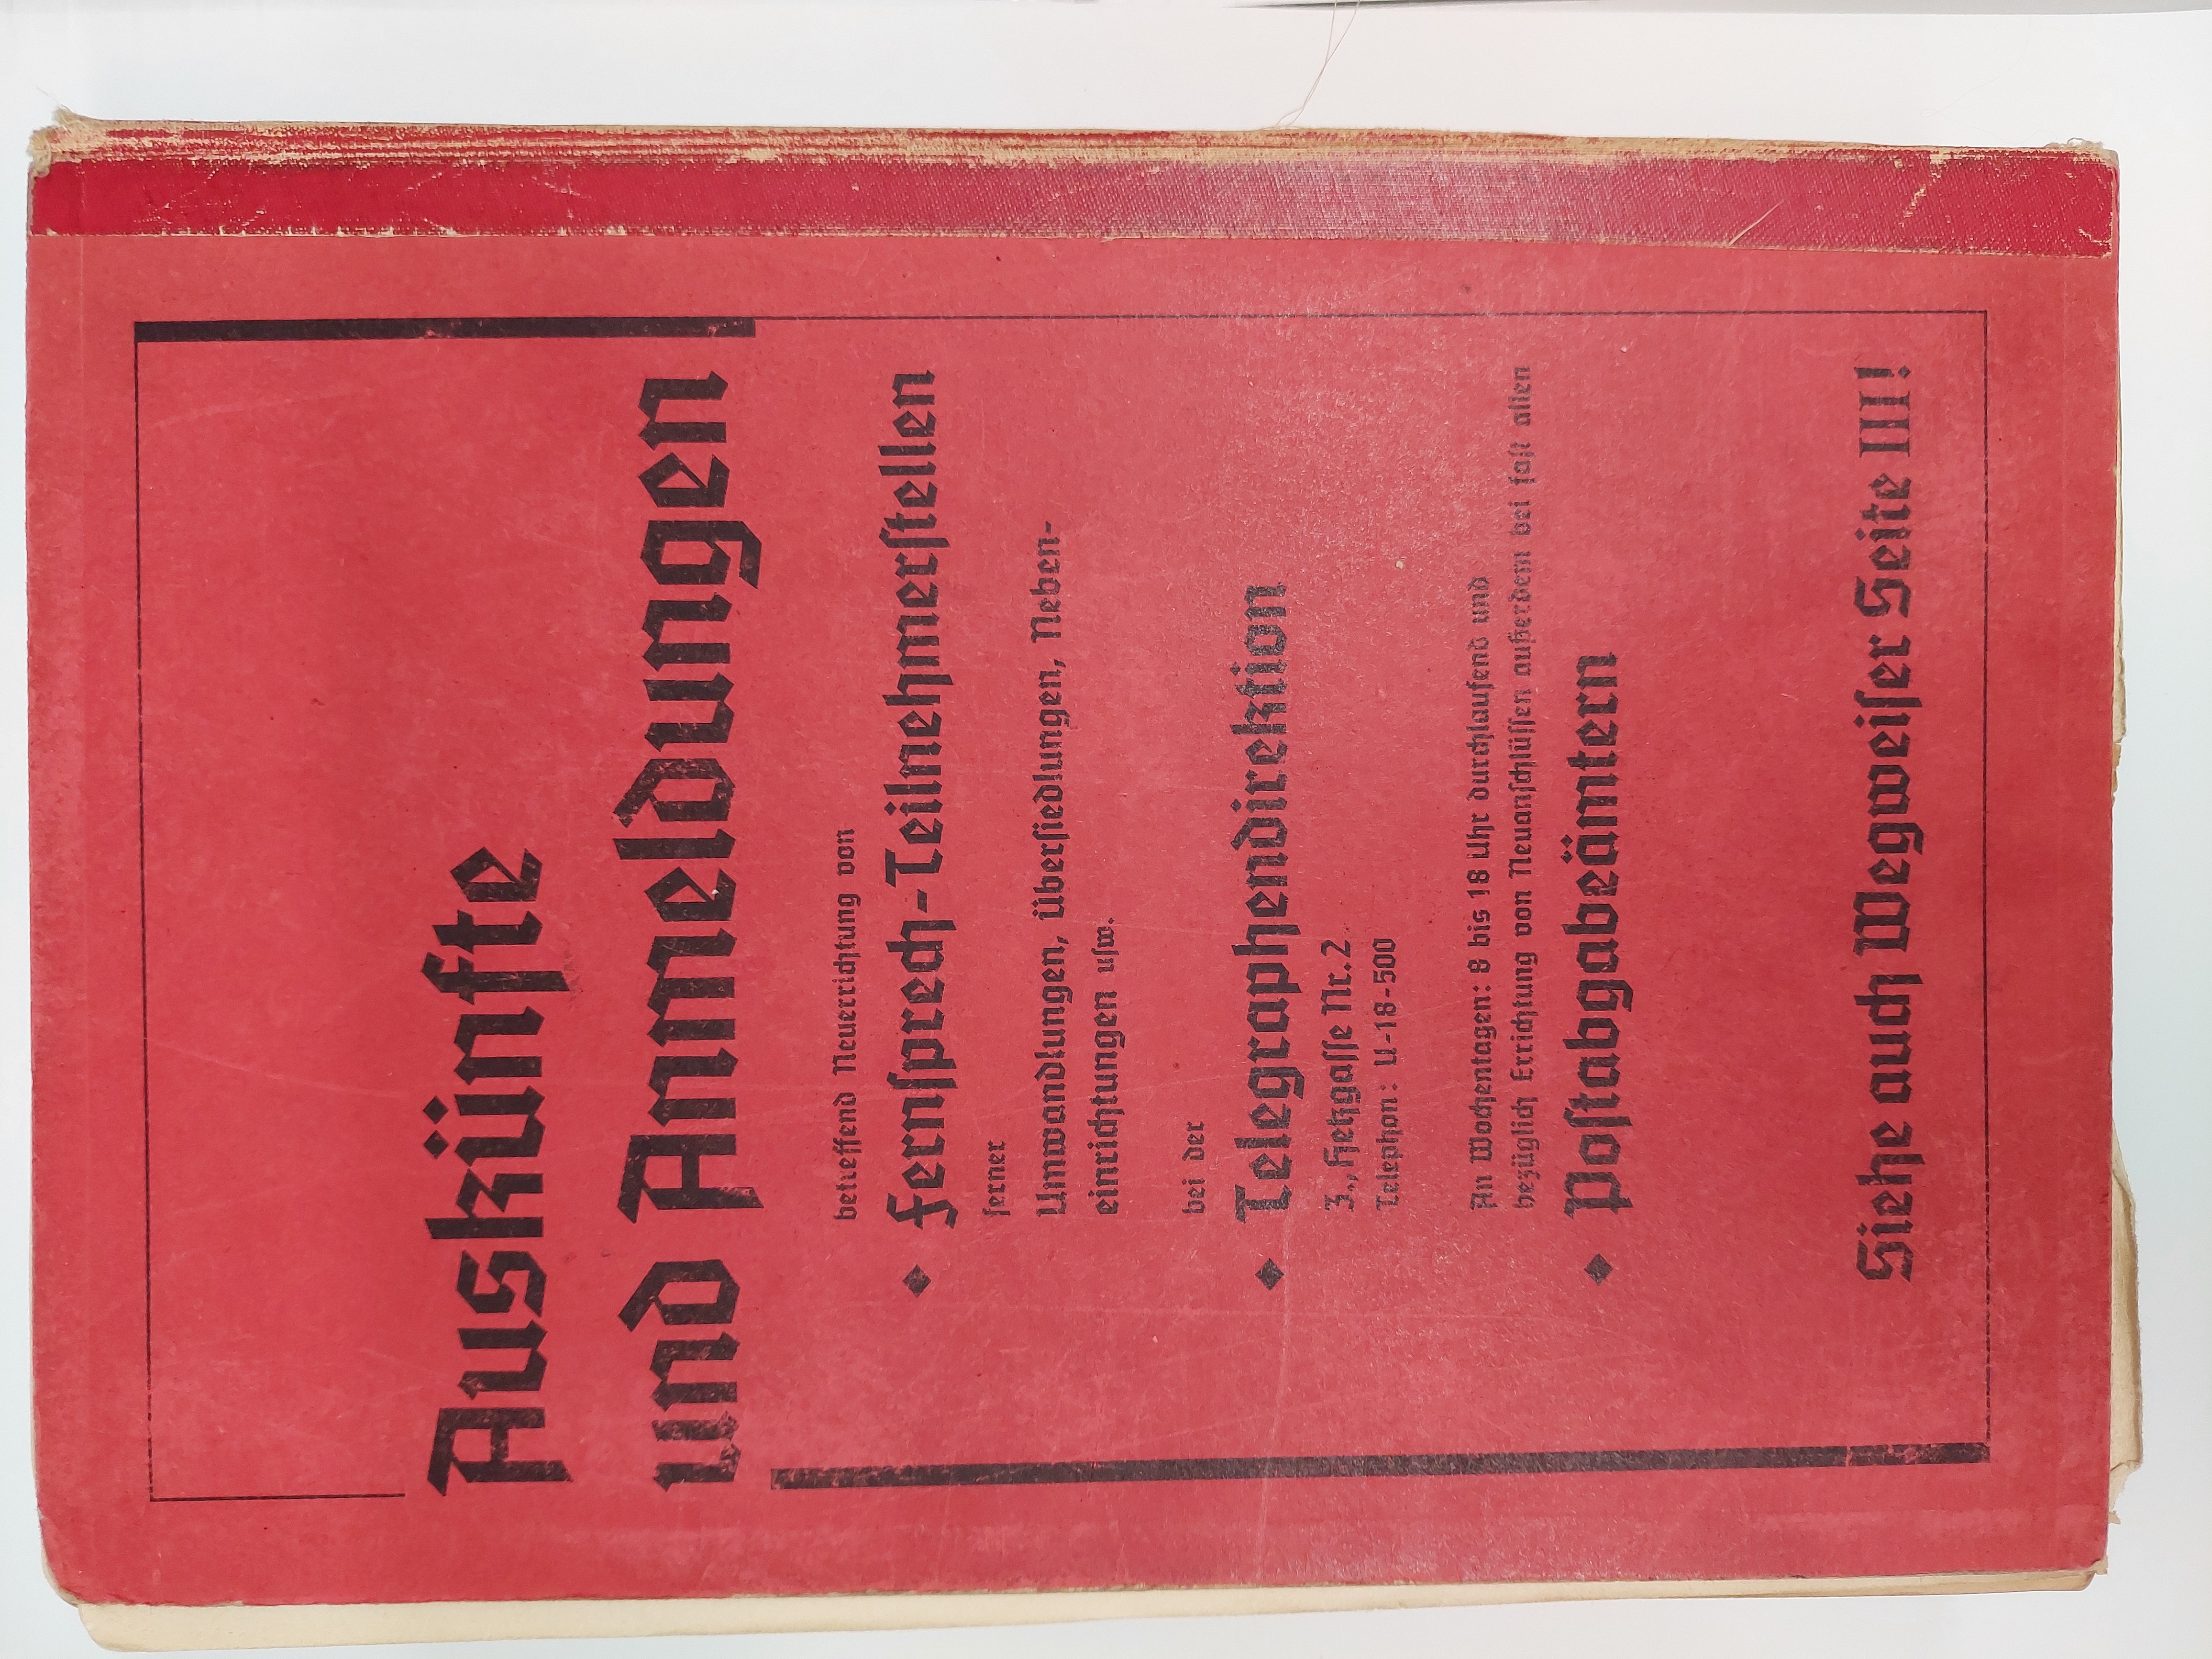 Auskünfte
und Anmeldungen
betreffend Neuerrichtung von
◆ Fernsprech-Teilnehmerstellen
ferner
Umwandlungen, Übersiedlungen, Neben-
einrichtungen usw.
bei der
◆ Telegraphendirektion
I., Heßgasse Nr. 2
Telephon: U-18-500
An Wochentagen: 8 bis 18 Uhr durchlaufend und
bezüglich Errichtung von Neuanschlüssen außerdem bei fast allen
◆ Postabgabeämtern
Siehe auch Wegweiser Seite III!